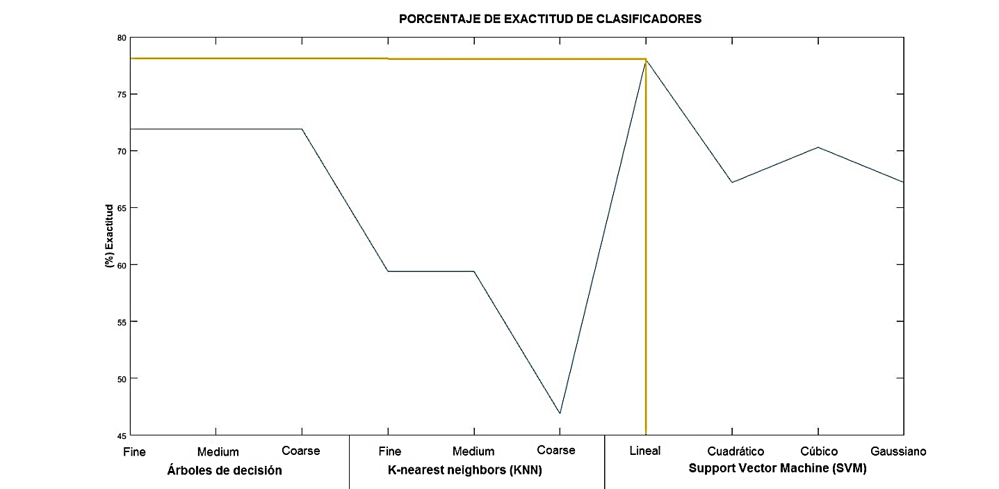 PORCENTAJE DE EXACTITUD DE CLASIFICADORES
80
75
70
65
60
55
50
45
(%) Exactitud
Fine Medium Coarse Fine Medium Coarse Lineal Cuadrático Cúbico Gaussiano
Árboles de decisión K-nearest neighbors (KNN) Support Vector Machine (SVM)